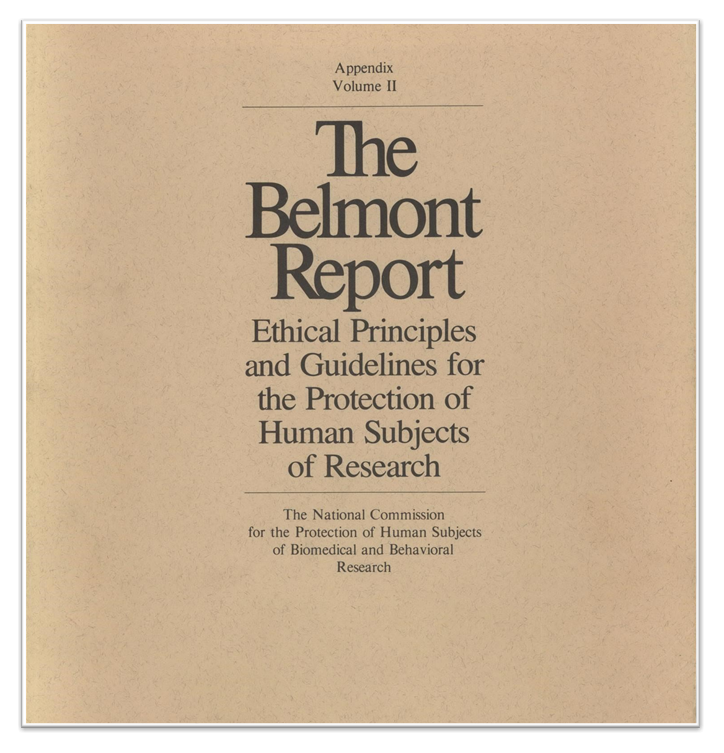 Appendix
Volume II
The
Belmont
Report
Ethical Principles
and Guidelines for
the Protection of
Human Subjects
of Research
The National Commission
for the Protection of Human Subjects
of Biomedical and Behavioral
Research